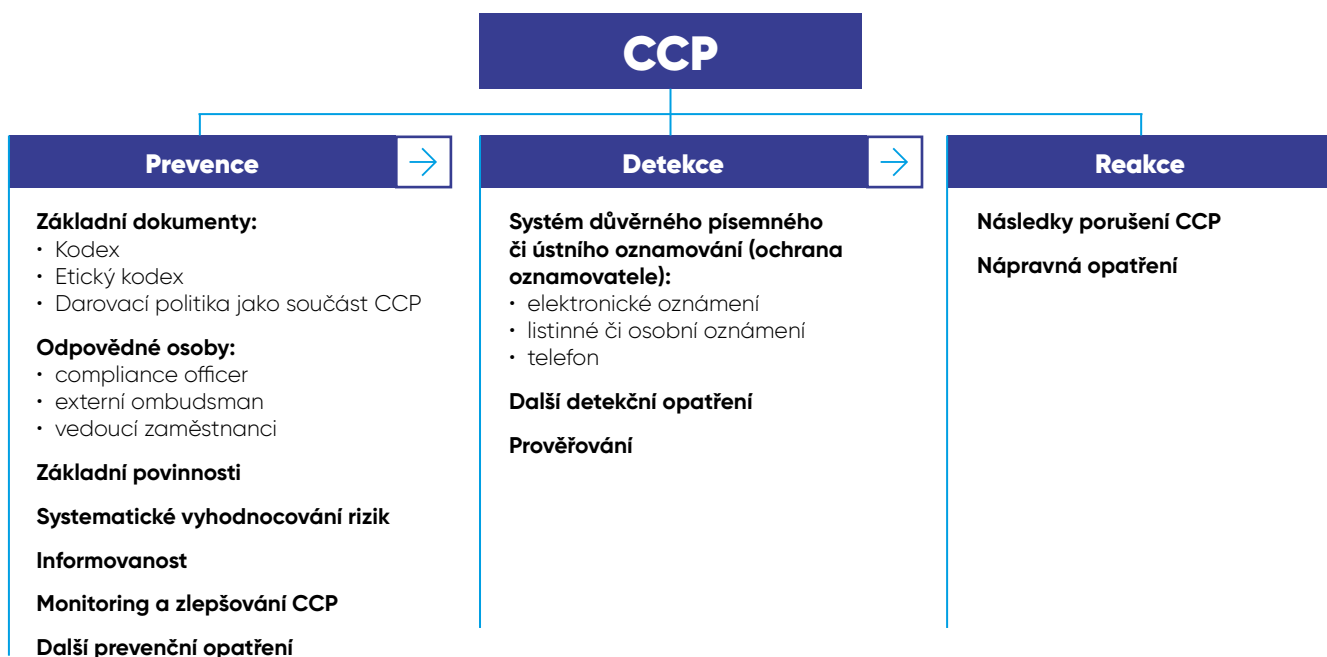 CCP
Prevence
Základní dokumenty:
• Kodex
• Etický kodex
• Darovací politika jako součást CCP
Odpovědné osoby:
• compliance officer
• externí ombudsman
• vedoucí zaměstnanci
Základní povinnosti
Systematické vyhodnocování rizik
Informovanost
Monitoring a zlepšování CCP
Další prevenční opatření
Detekce
Systém důvěrného písemného
či ústního oznamování (ochrana
oznamovatele):
• elektronické oznámení
• listinné či osobní oznámení
• telefon
Další detekční opatření
Prověřování
Reakce
Následky porušení CCP
Nápravná opatření